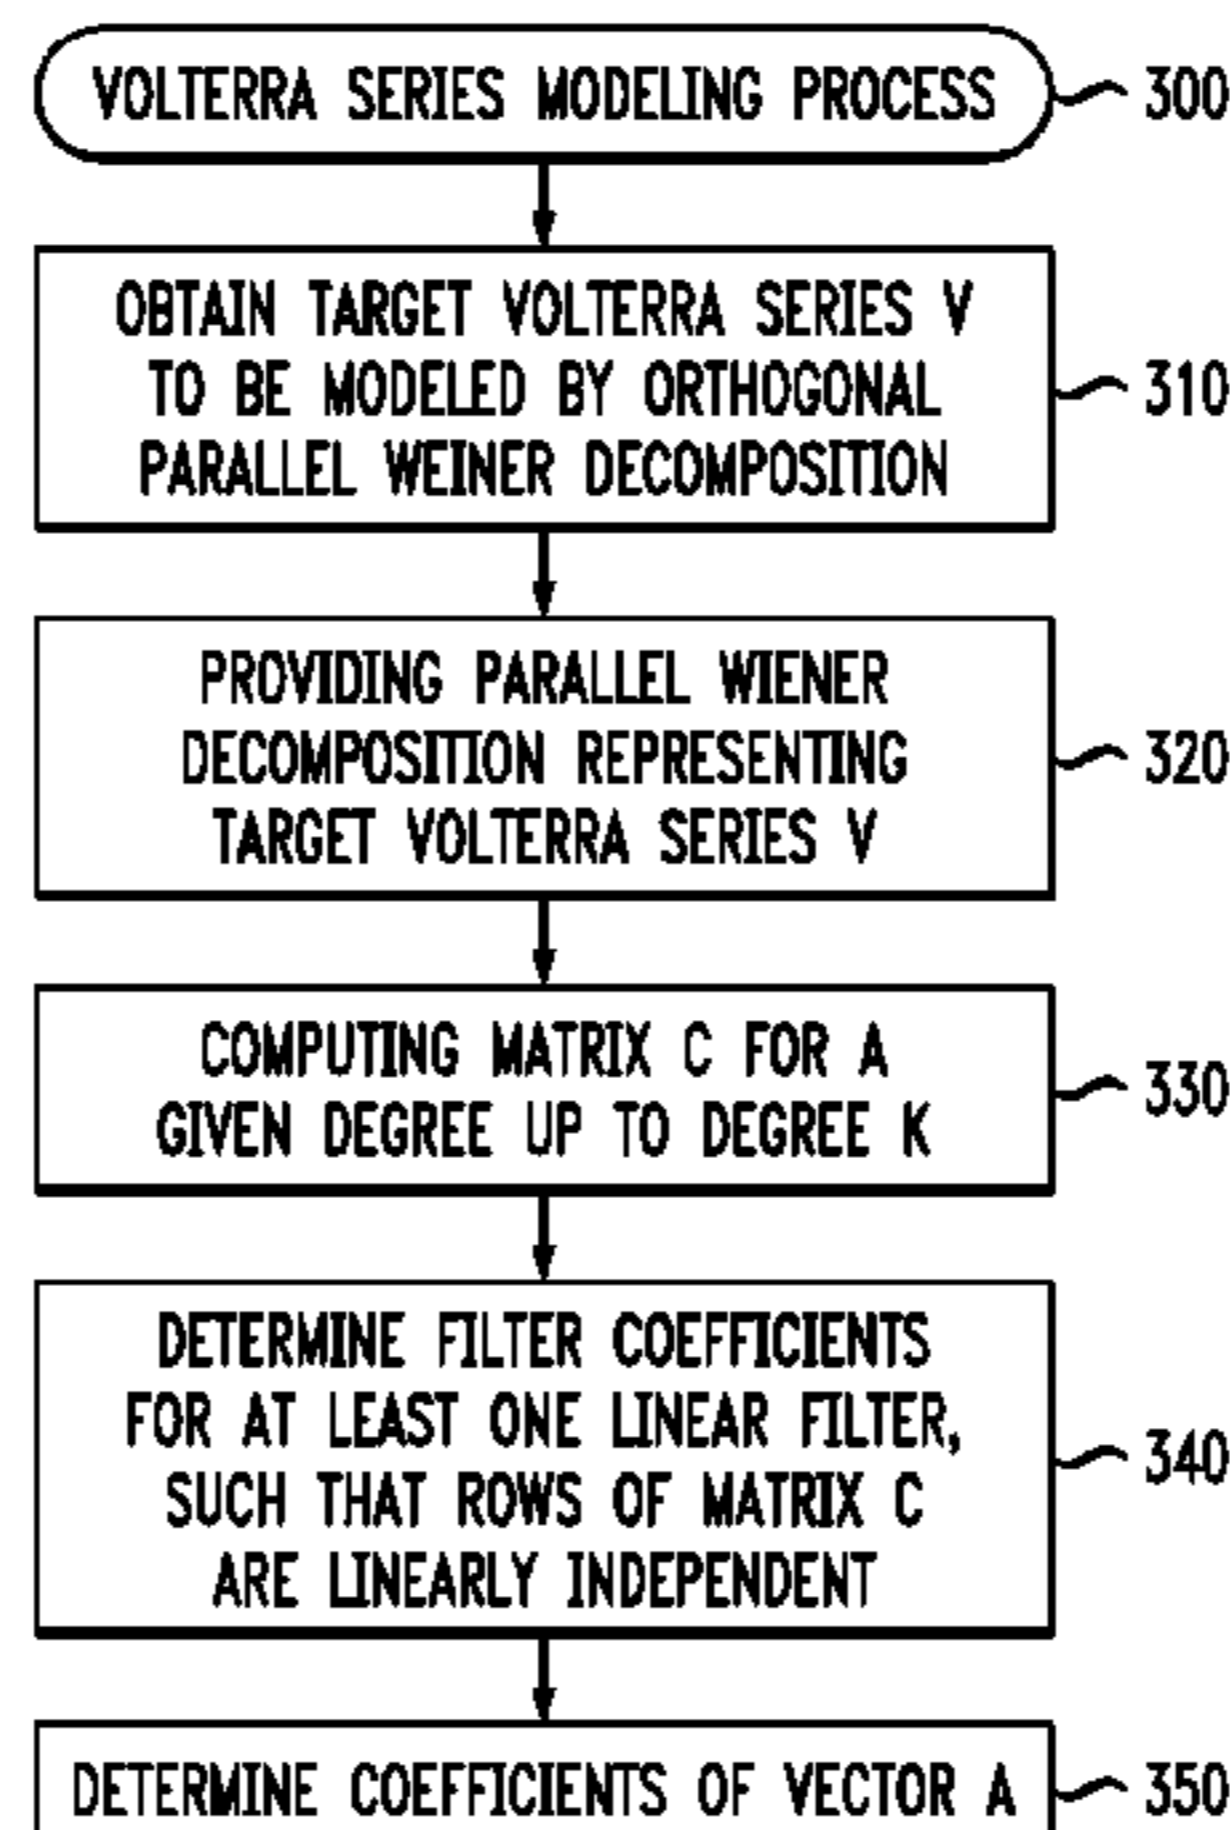 VOLTERRA SERIES MODELING PROCESS 300
OBTAIN TARGET VOLTERRA SERIES V
TO BE MODELED BY ORTHOGONAL
PARALLEL WEINER DECOMPOSITION
310
PROVIDING PARALLEL WIENER
DECOMPOSITION REPRESENTING
TARGET VOLTERRA SERIES V
320
COMPUTING MATRIX C FOR A
GIVEN DEGREE UP TO DEGREE K
330
DETERMINE FILTER COEFFICIENTS
FOR AT LEAST ONE LINEAR FILTER,
SUCH THAT ROWS OF MATRIX C
ARE LINEARLY INDEPENDENT
340
DETERMINE COEFFICIENTS OF VECTOR A 350